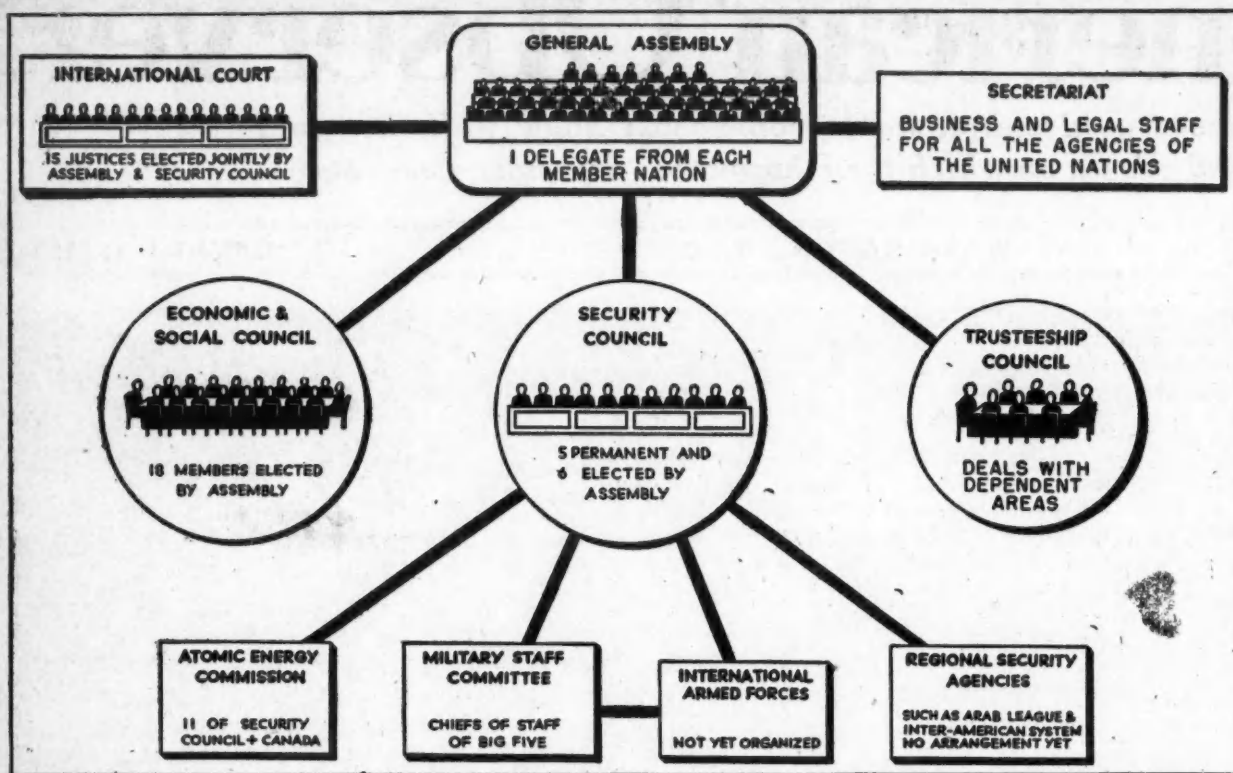 INTERNATIONAL COURT
15 JUSTICES ELECTED JOINTLY BY
ASSEMBLY & SECURITY COUNCIL
GENERAL ASSEMBLY
1 DELEGATE FROM EACH
MEMBER NATION
SECRETARIAT
BUSINESS AND LEGAL STAFF
FOR ALL THE AGENCIES OF
THE UNITED NATIONS
ECONOMIC &
SOCIAL COUNCIL
18 MEMBERS ELECTED
BY ASSEMBLY
SECURITY
COUNCIL
5 PERMANENT AND
6 ELECTED BY
ASSEMBLY
TRUSTEESHIP
COUNCIL
DEALS WITH
DEPENDENT
AREAS
ATOMIC ENERGY
COMMISSION
11 OF SECURITY
COUNCIL + CANADA
MILITARY STAFF
COMMITTEE
CHIEFS OF STAFF
OF BIG FIVE
INTERNATIONAL
ARMED FORCES
NOT YET ORGANIZED
REGIONAL SECURITY
AGENCIES
SUCH AS ARAB LEAGUE &
INTER-AMERICAN SYSTEM
NO ARRANGEMENT YET